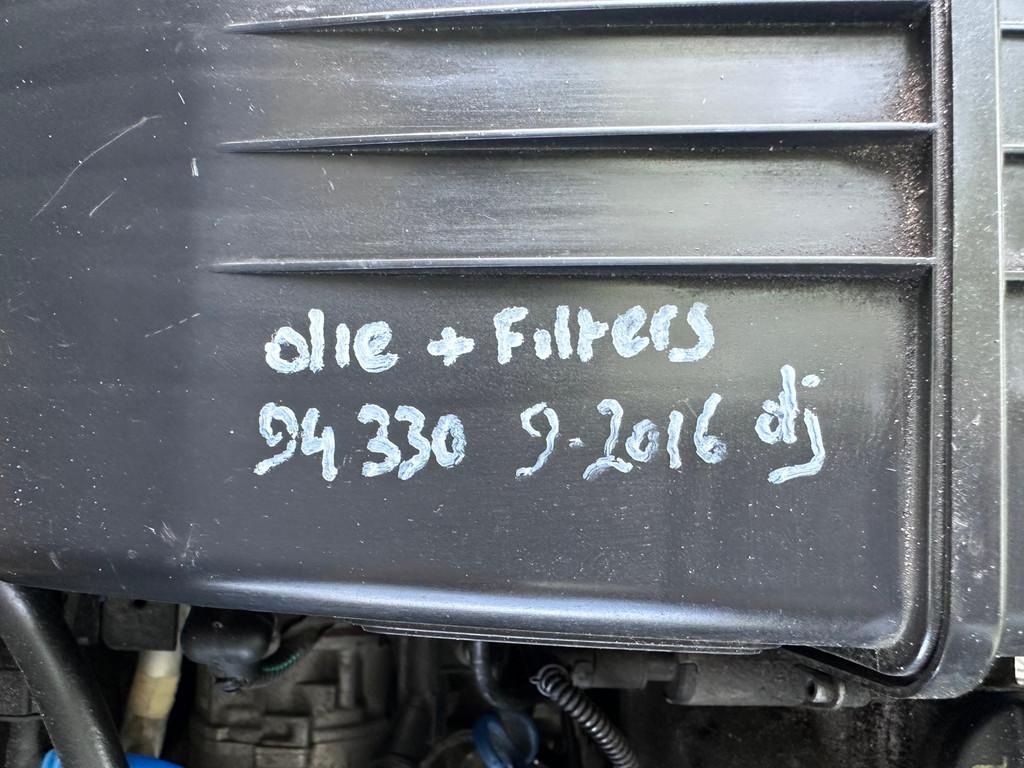 olie + Filters
94 330 9-2016 dj